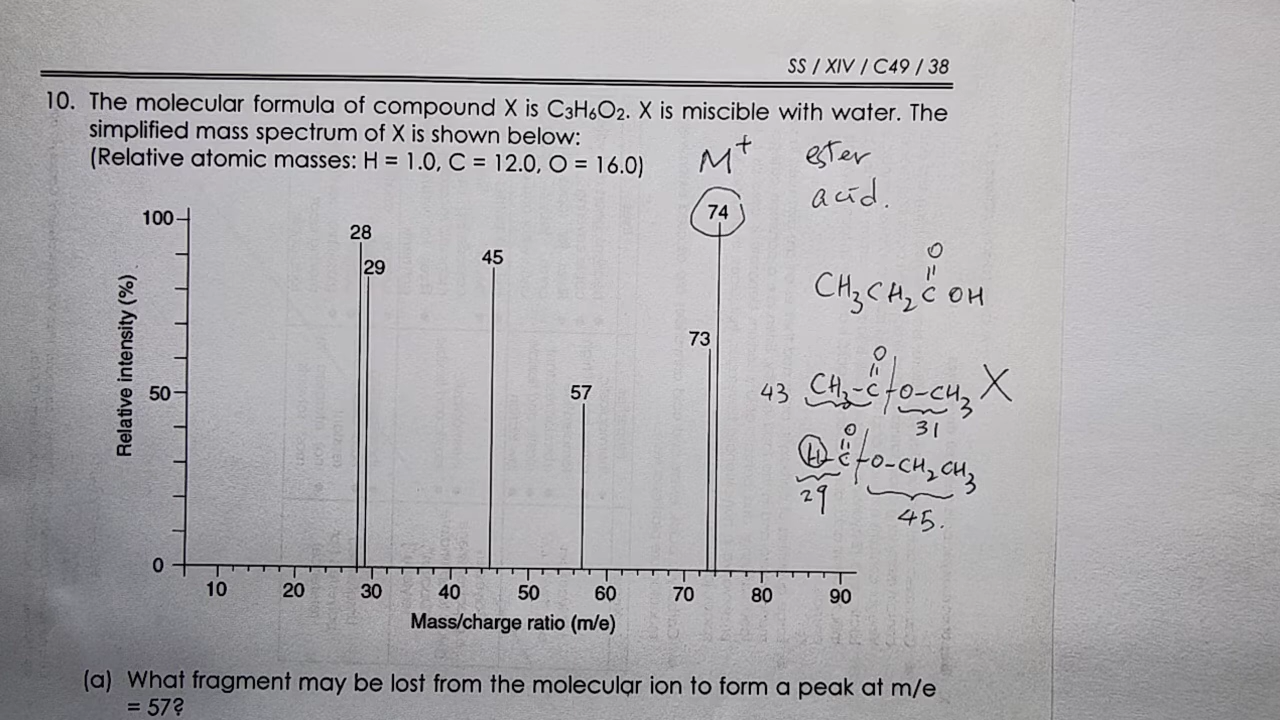 SS / XIV / C49 / 38
10. The molecular formula of compound X is C3H6O2. X is miscible with water. The
simplified mass spectrum of X is shown below:
(Relative atomic masses: H = 1.0, C = 12.0, O = 16.0)
M+ ester
acid.
100
74
28
29
45
O
||
CH3CH2C OH
73
Relative intensity (%)
50
57
O
||
43 CH3-C-O-CH3 X
31
O
||
H-C-O-CH2CH3
29
45.
0
10 20 30 40 50 60 70 80 90
Mass/charge ratio (m/e)
(a) What fragment may be lost from the molecular ion to form a peak at m/e
= 57?